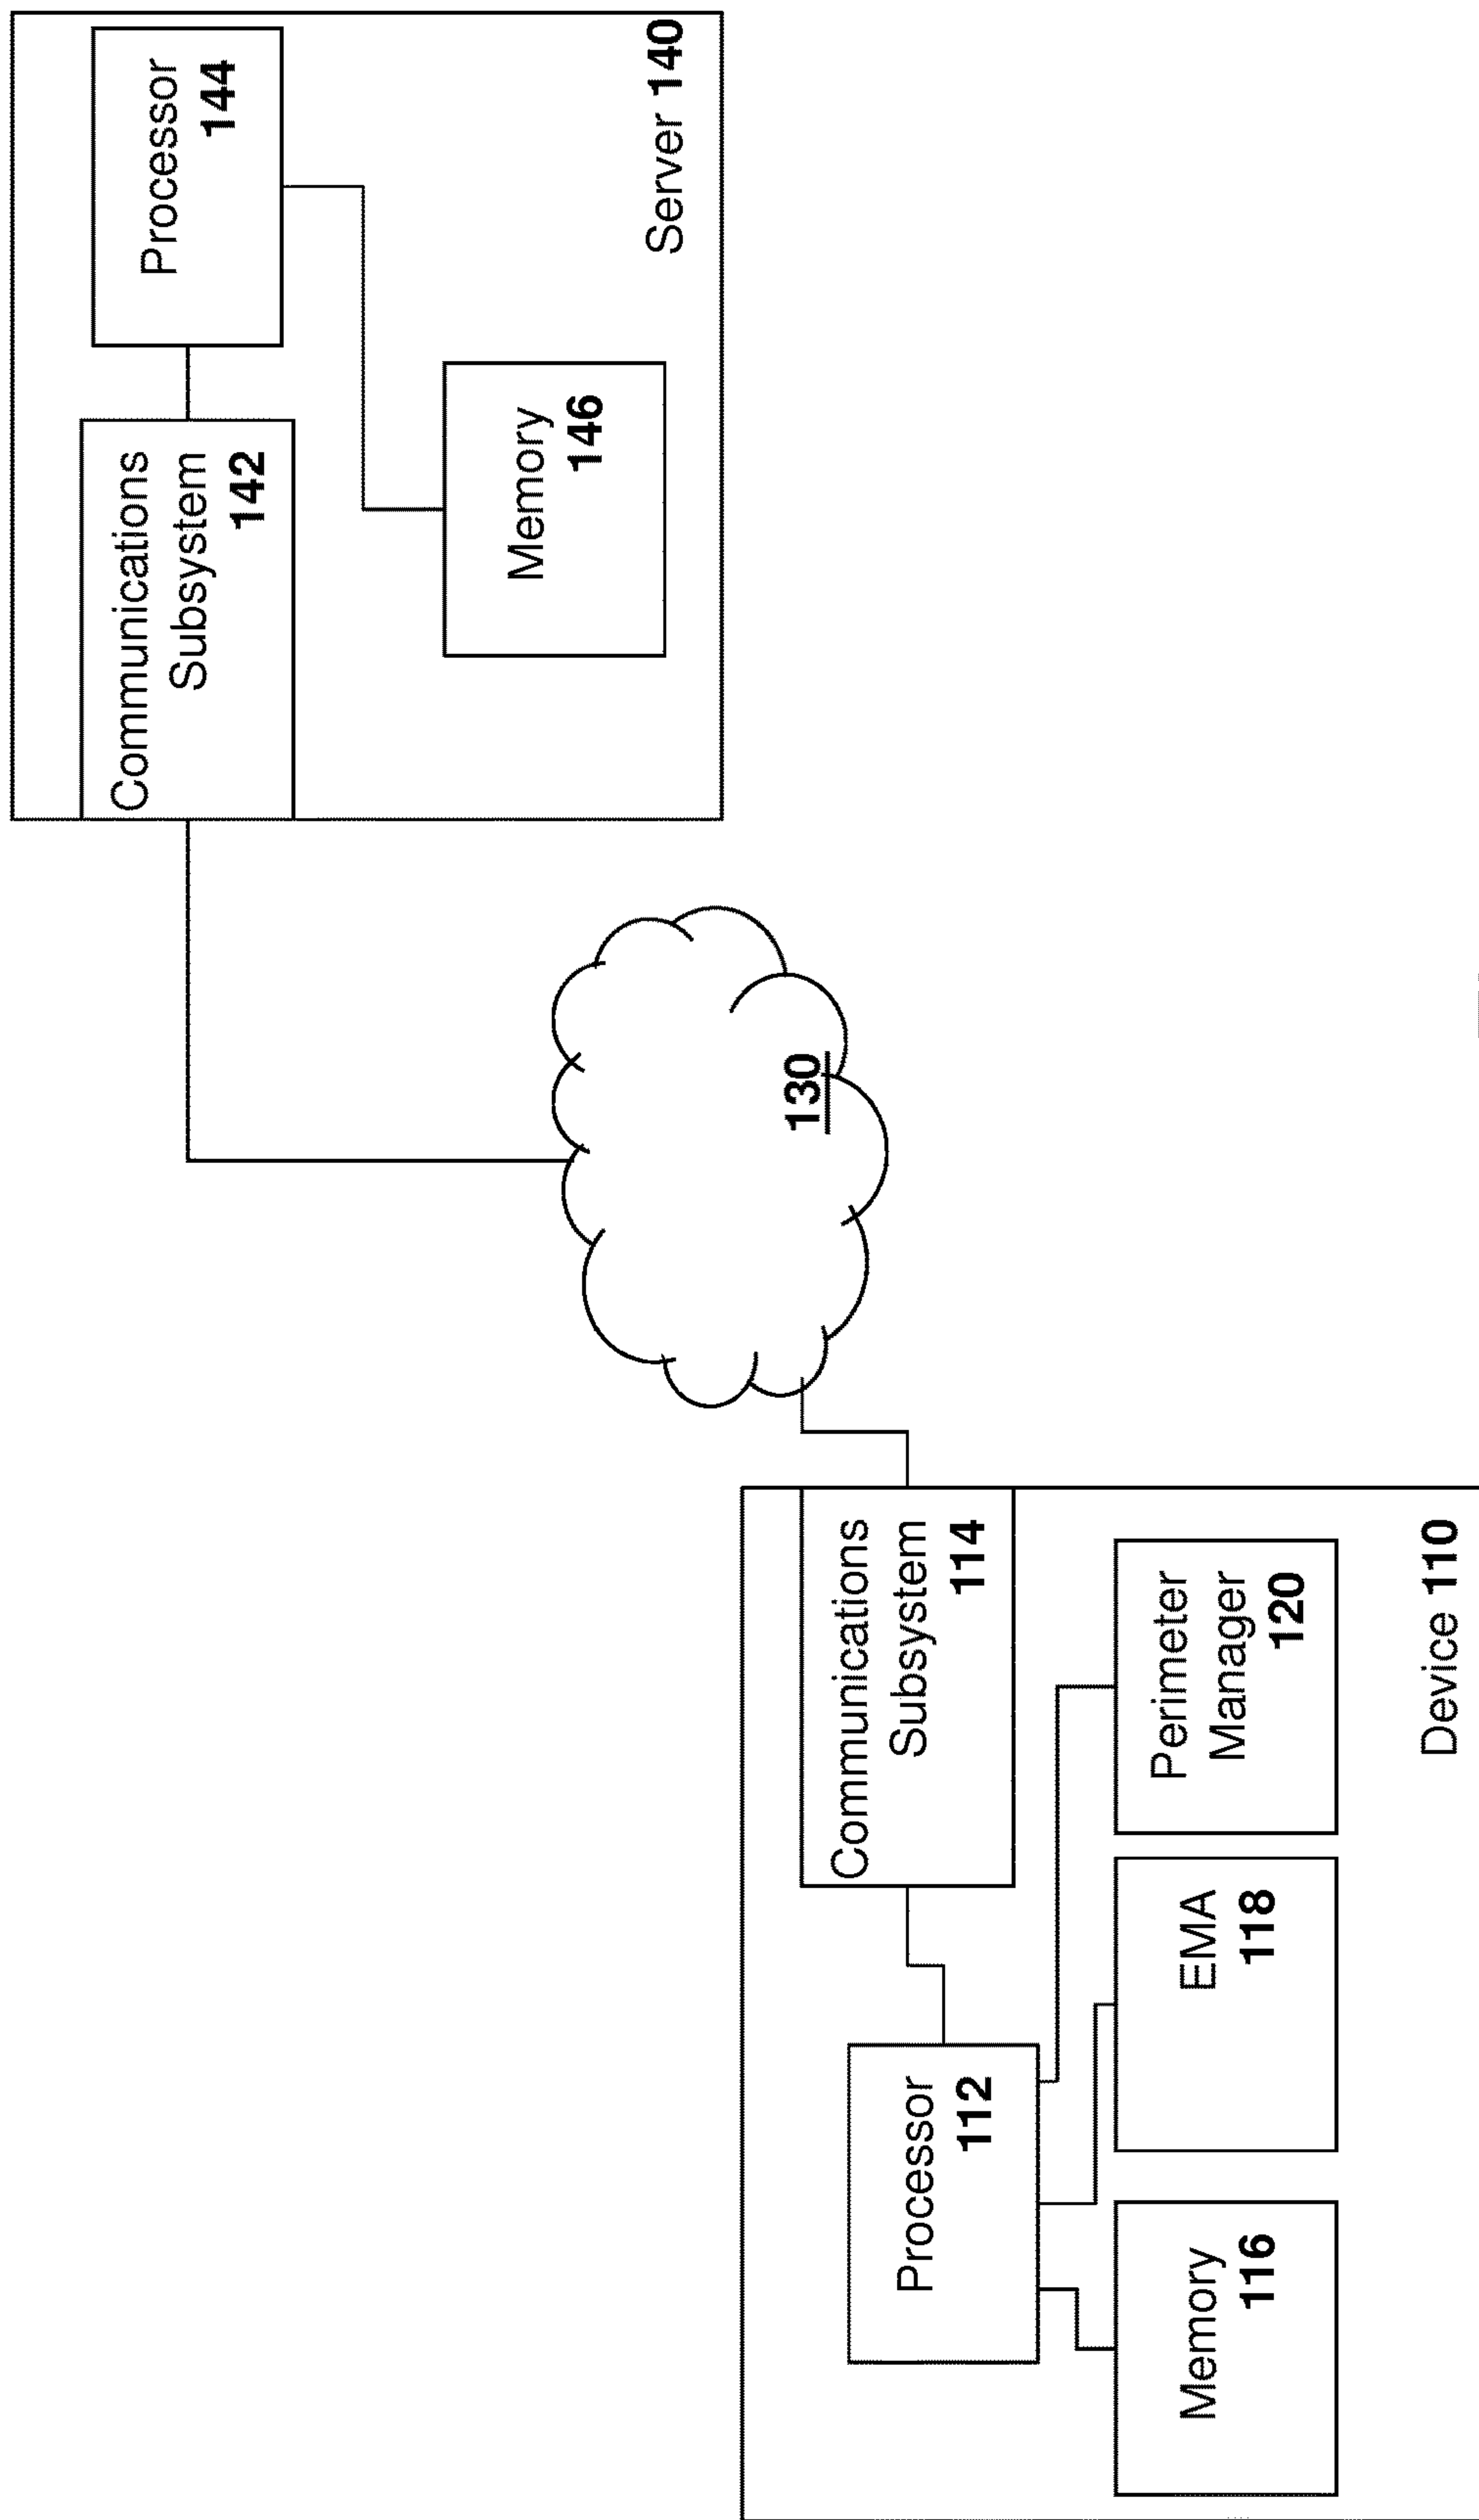 Processor
144
Communications
Subsystem
142
Memory
146
Server 140
130
Communications
Subsystem
114
Processor
112
Perimeter
Manager
120
EMA
118
Memory
116
Device 110